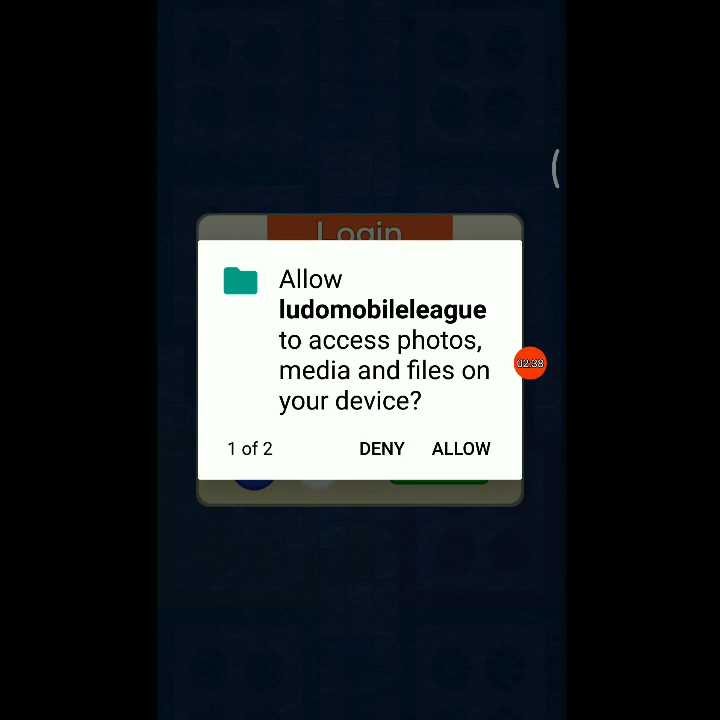 Login
Allow
ludomobileleague
to access photos,
media and files on
your device?
02:38
1 of 2 DENY ALLOW